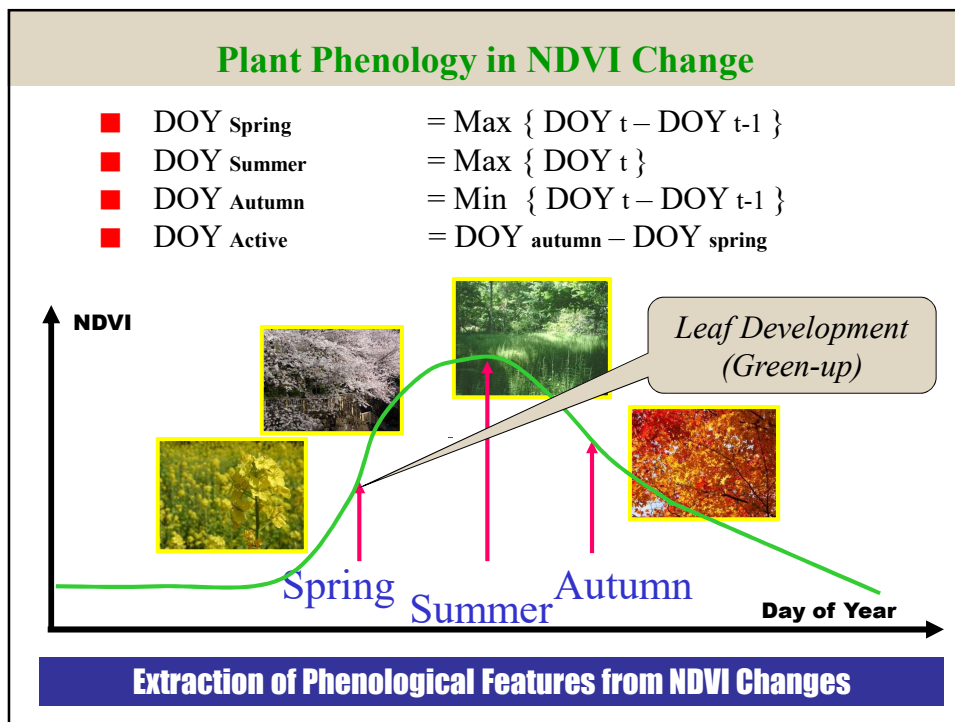 Plant Phenology in NDVI Change
DOY Spring = Max { DOY t – DOY t-1 }
DOY Summer = Max { DOY t }
DOY Autumn = Min { DOY t – DOY t-1 }
DOY Active = DOY autumn – DOY spring
NDVI
Leaf Development
(Green-up)
Spring
Summer
Autumn
Day of Year
Extraction of Phenological Features from NDVI Changes